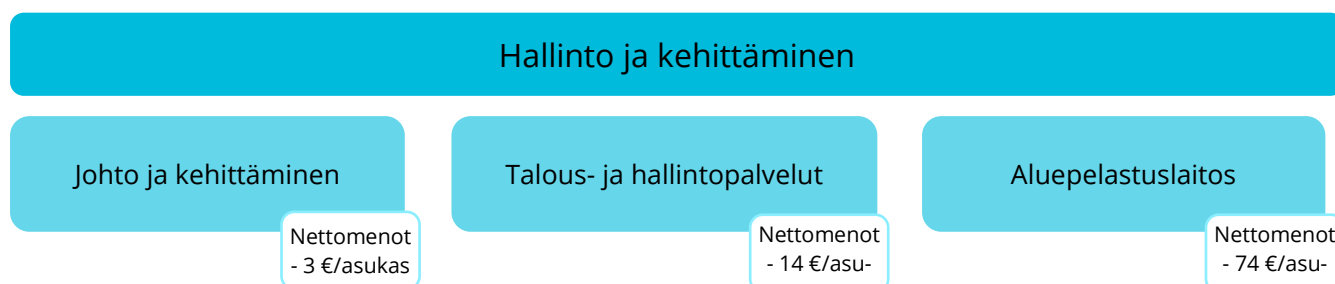 Hallinto ja kehittäminen
Johto ja kehittäminen
Nettomenot
- 3 €/asukas
Talous- ja hallintopalvelut
Nettomenot
- 14 €/asu-
Aluepelastuslaitos
Nettomenot
- 74 €/asu-